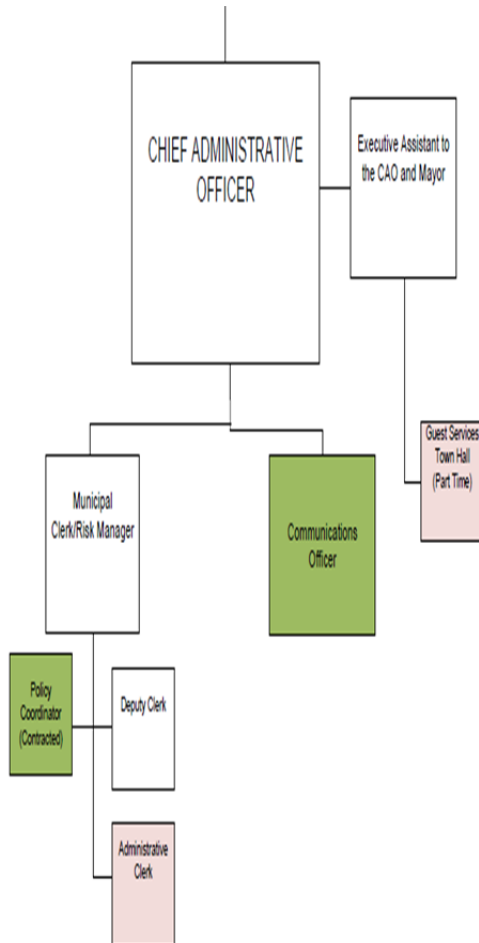 CHIEF ADMINISTRATIVE
OFFICER
Executive Assistant to
the CAO and Mayor
Guest Services
Town Hall
(Part Time)
Municipal
Clerk/Risk Manager
Communications
Officer
Policy
Coordinator
(Contracted)
Deputy Clerk
Administrative
Clerk